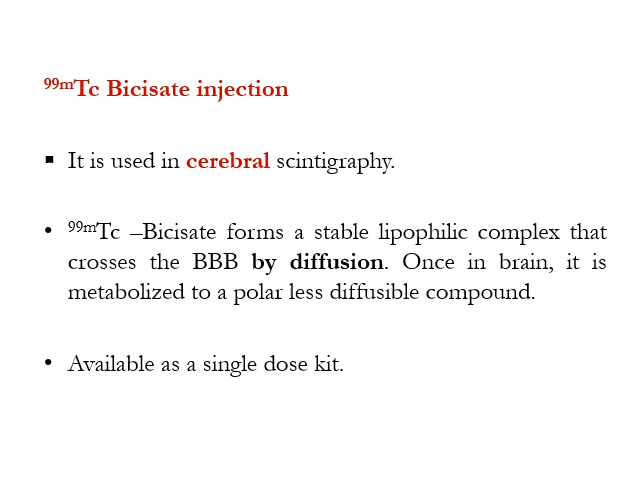 ⁹⁹ᵐTc Bicisate injection
▪ It is used in cerebral scintigraphy.
• ⁹⁹ᵐTc –Bicisate forms a stable lipophilic complex that
crosses the BBB by diffusion. Once in brain, it is
metabolized to a polar less diffusible compound.
• Available as a single dose kit.